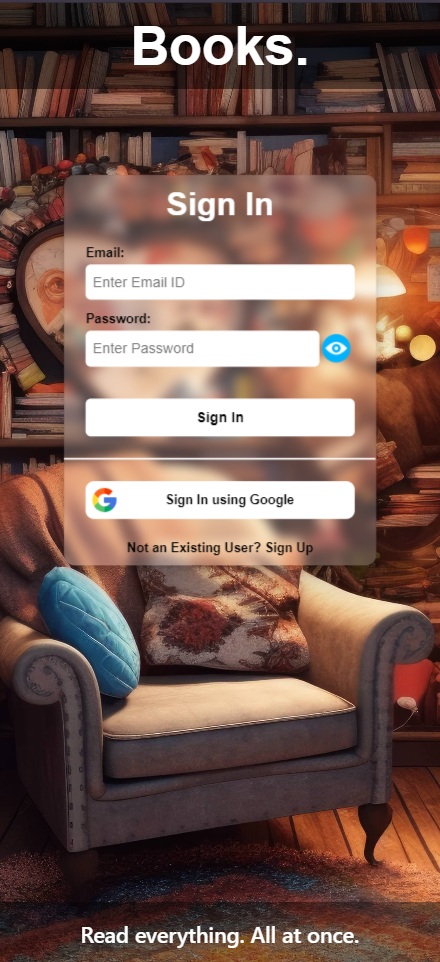 Books.
Sign In
Email:
Enter Email ID
Password:
Enter Password
Sign In
Sign In using Google
Not an Existing User? Sign Up
Read everything. All at once.